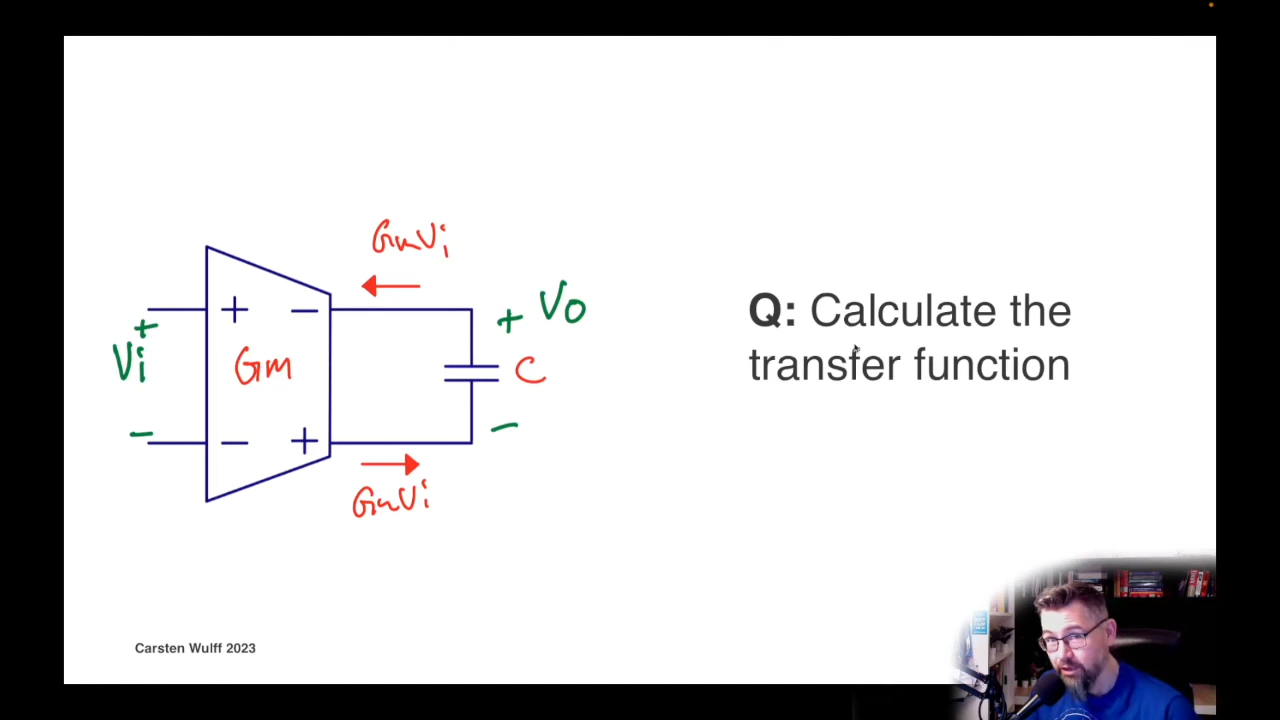 GmVi
+ −
+ Vo
+
Vi
Gm
C
−
− +
−
GmVi
Q: Calculate the
transfer function
Carsten Wulff 2023